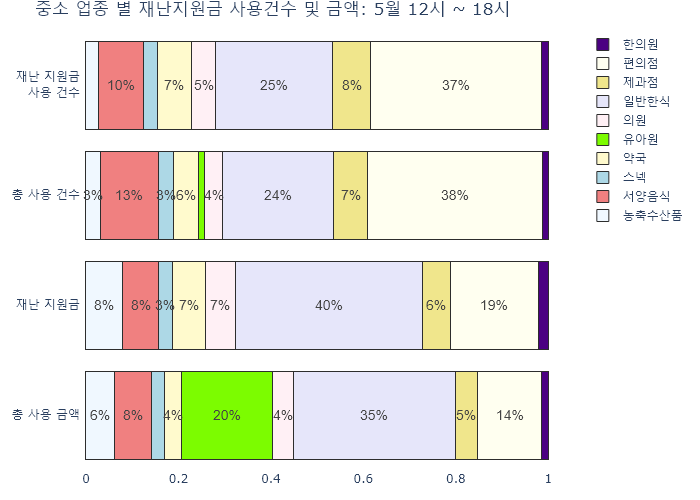 중소 업종 별 재난지원금 사용건수 및 금액: 5월 12시 ~ 18시
재난 지원금
사용 건수
10%
7%
5%
25%
8%
37%
총 사용 건수
3%
13%
3%
6%
4%
24%
7%
38%
재난 지원금
8%
8%
3%
7%
7%
40%
6%
19%
총 사용 금액
6%
8%
4%
20%
4%
35%
5%
14%
0
0.2
0.4
0.6
0.8
1
한의원
편의점
제과점
일반한식
의원
유아원
약국
스넥
서양음식
농축수산품